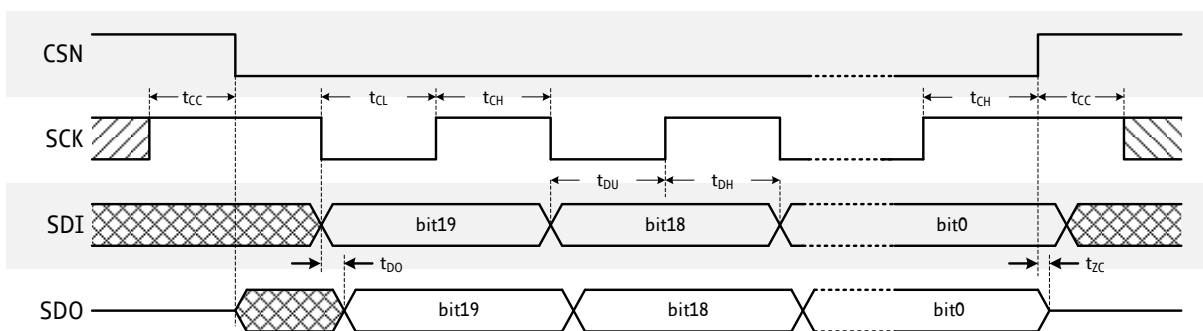 CSN
tCC tCL tCH tCH tCC
SCK
tDU tDH
SDI bit19 bit18 bit0
tDO tZC
SDO bit19 bit18 bit0